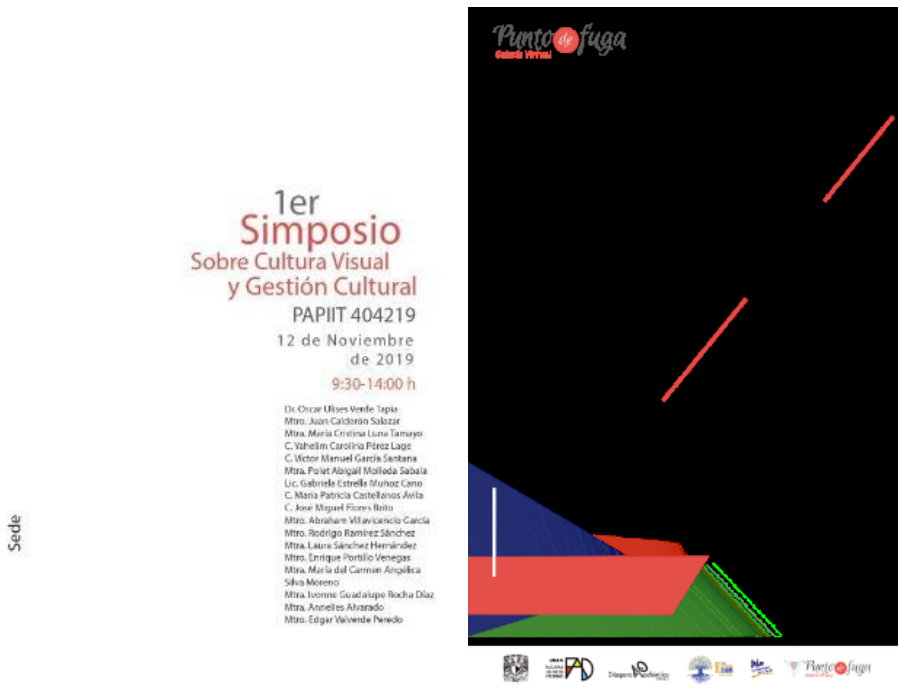 1er
Simposio
Sobre Cultura Visual
y Gestión Cultural
PAPIIT 404219
12 de Noviembre
de 2019
9:30-14:00 h
Dr. Oscar Ulises Verde Tapia
Mtro. Juan Calderón Salazar
Mtra. María Cristina Luna Tamayo
C. Yahelim Carolina Pérez Lage
C. Víctor Manuel García Santana
Mtra. Polet Abigail Molleda Sabala
Lic. Gabriela Estrella Muñoz Cano
C. María Patricia Castellanos Ávila
C. José Miguel Flores Brito
Mtro. Abraham Villavicencio García
Mtro. Rodrigo Ramírez Sánchez
Mtra. Laura Sánchez Hernández
Mtro. Enrique Portillo Venegas
Mtra. María del Carmen Angélica
Silva Moreno
Mtra. Ivonne Guadalupe Rocha Díaz
Mtra. Annelies Alvarado
Mtro. Edgar Valverde Peredo
Sede
Punto de fuga
Galería Virtual
FAD
Punto de fuga